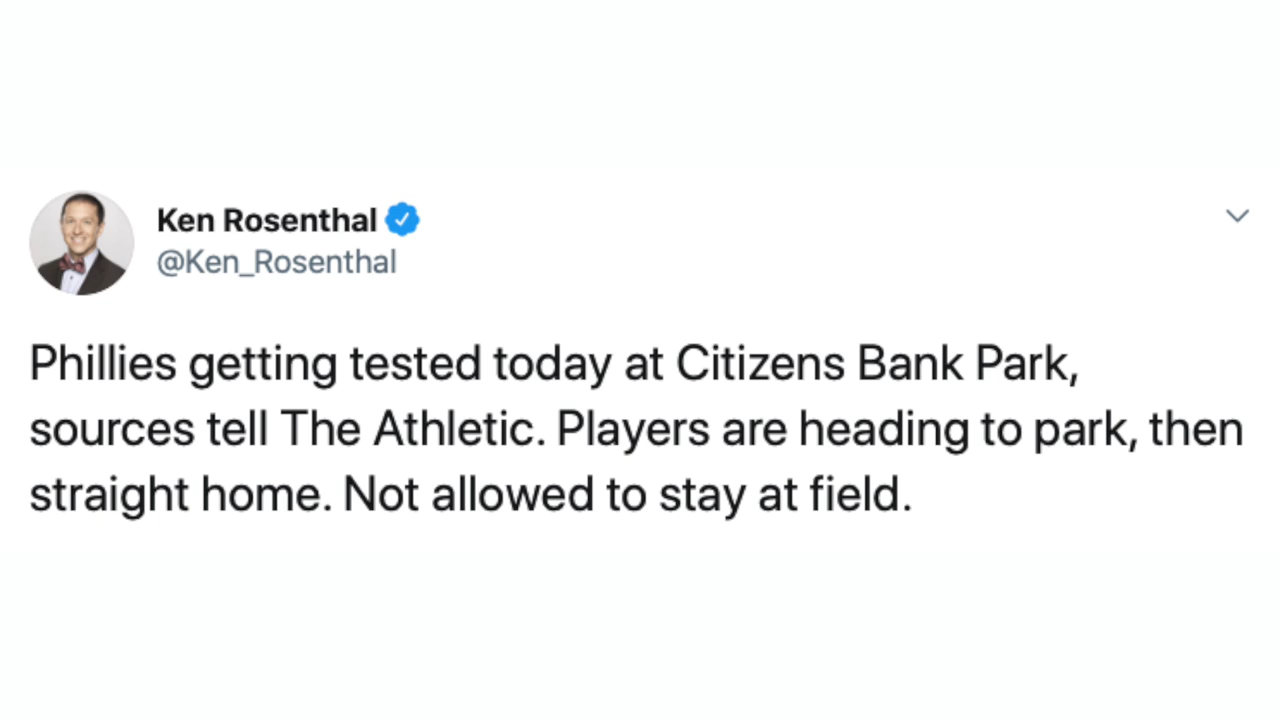 Ken Rosenthal
@Ken_Rosenthal
Phillies getting tested today at Citizens Bank Park,
sources tell The Athletic. Players are heading to park, then
straight home. Not allowed to stay at field.